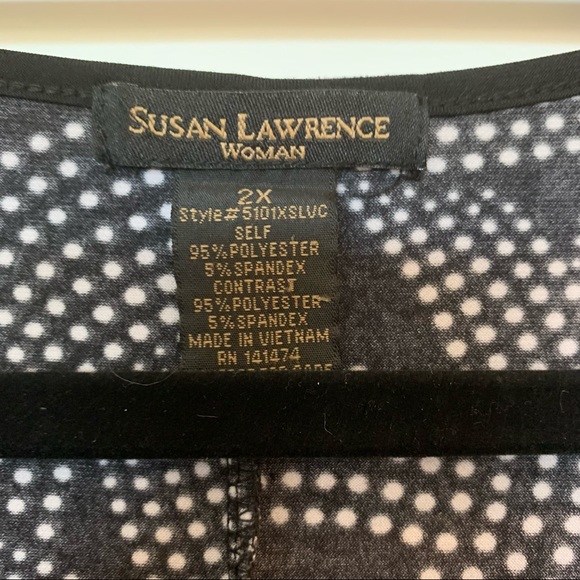 SUSAN LAWRENCE
WOMAN
2X
Style#5101XSLVC
SELF
95%POLYESTER
5%SPANDEX
CONTRAST
95%POLYESTER
5%SPANDEX
MADE IN VIETNAM
RN 141474